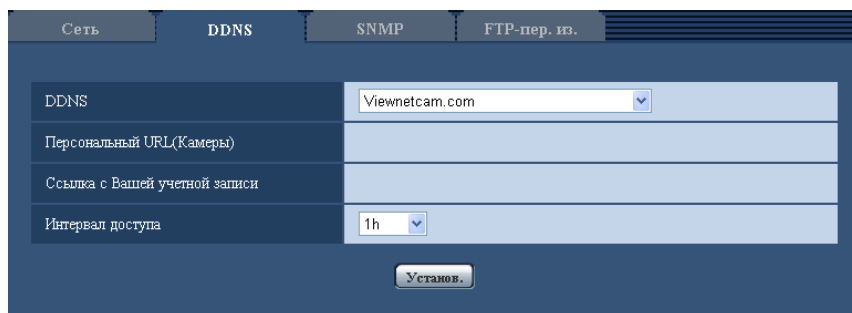 Сеть DDNS SNMP FTP-пер. из.
DDNS Viewnetcam.com
Персональный URL(Камеры)
Ссылка с Вашей учетной записи
Интервал доступа 1h
Установ.